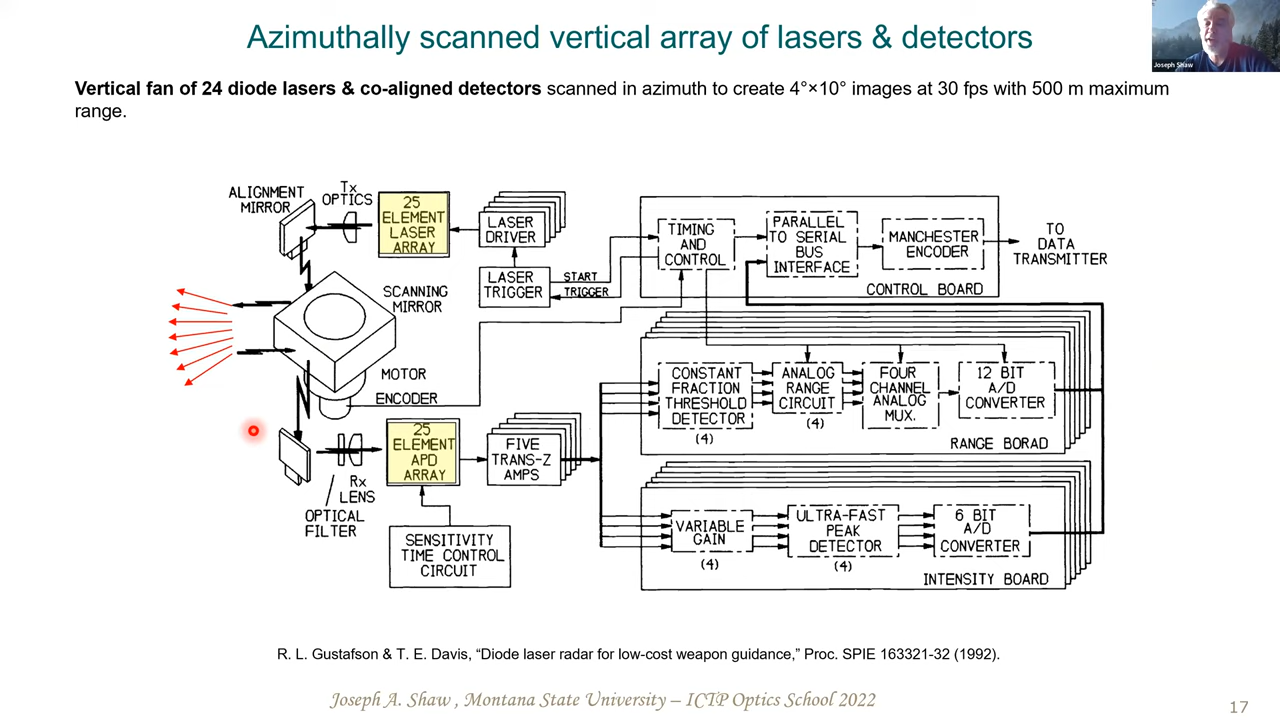 Azimuthally scanned vertical array of lasers & detectors
Joseph Shaw
Vertical fan of 24 diode lasers & co-aligned detectors scanned in azimuth to create 4°×10° images at 30 fps with 500 m maximum
range.
ALIGNMENT
MIRROR
Tx
OPTICS
25
ELEMENT
LASER
ARRAY
LASER
DRIVER
LASER
TRIGGER
START
TRIGGER
TIMING
AND
CONTROL
PARALLEL
TO SERIAL
BUS
INTERFACE
MANCHESTER
ENCODER
CONTROL BOARD
TO
DATA
TRANSMITTER
SCANNING
MIRROR
MOTOR
ENCODER
CONSTANT
FRACTION
THRESHOLD
DETECTOR
(4)
ANALOG
RANGE
CIRCUIT
(4)
FOUR
CHANNEL
ANALOG
MUX.
12 BIT
A/D
CONVERTER
RANGE BORAD
25
ELEMENT
APD
ARRAY
FIVE
TRANS-Z
AMPS
Rx
LENS
OPTICAL
FILTER
SENSITIVITY
TIME CONTROL
CIRCUIT
VARIABLE
GAIN
(4)
ULTRA-FAST
PEAK
DETECTOR
(4)
6 BIT
A/D
CONVERTER
INTENSITY BOARD
R. L. Gustafson & T. E. Davis, “Diode laser radar for low-cost weapon guidance,” Proc. SPIE 163321-32 (1992).
Joseph A. Shaw , Montana State University – ICTP Optics School 2022
17